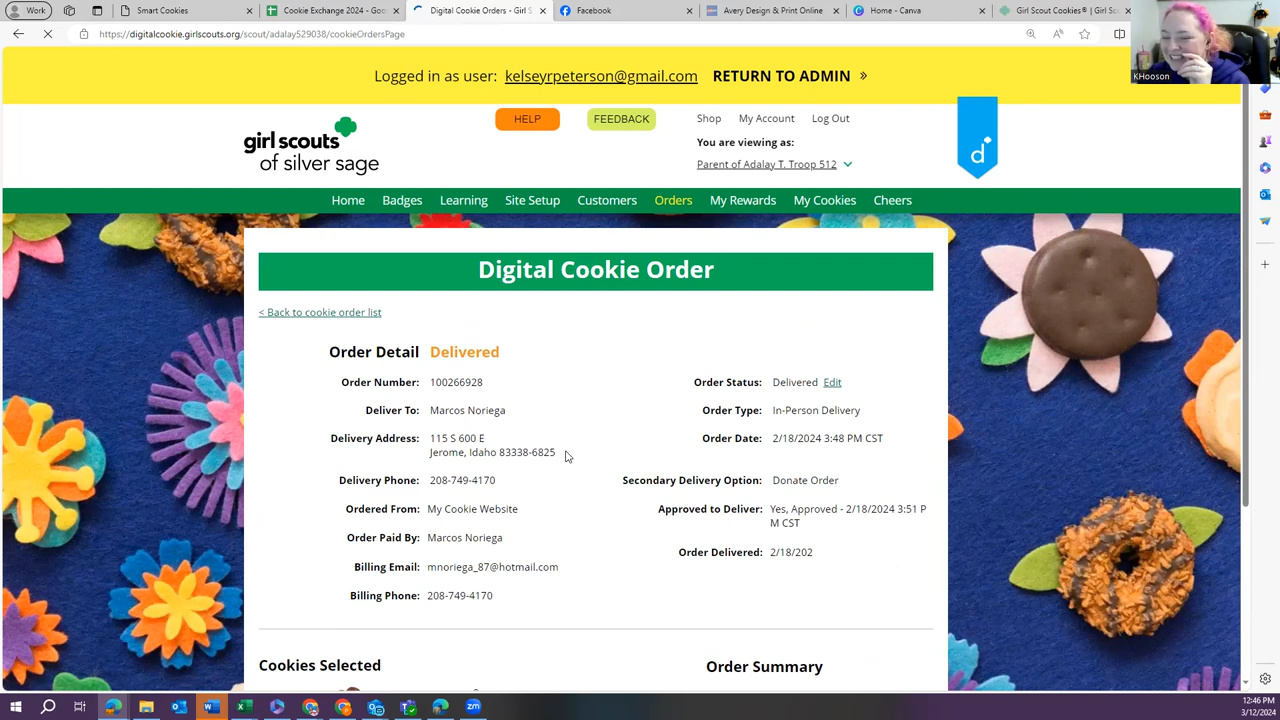 Work
Smart Cookies
Cookie Exchange 2024 - Goo
Digital Cookie Orders - Girl S
Facebook
Avery Design & Print Online
Home - Canva
Girl Scout Cookies® | Girl Sc
https://digitalcookie.girlscouts.org/scout/adalay529038/cookieOrdersPage
KHooson
Logged in as user: kelseyrpeterson@gmail.com RETURN TO ADMIN »
HELP
FEEDBACK
Shop My Account Log Out
girl scouts
of silver sage
You are viewing as:
Parent of Adalay T. Troop 512
d
Home Badges Learning Site Setup Customers Orders My Rewards My Cookies Cheers
Digital Cookie Order
< Back to cookie order list
Order Detail Delivered
Order Number: 100266928
Order Status: Delivered Edit
Deliver To: Marcos Noriega
Order Type: In-Person Delivery
Delivery Address: 115 S 600 E
Jerome, Idaho 83338-6825
Order Date: 2/18/2024 3:48 PM CST
Delivery Phone: 208-749-4170
Secondary Delivery Option: Donate Order
Ordered From: My Cookie Website
Approved to Deliver: Yes, Approved - 2/18/2024 3:51 P
M CST
Order Paid By: Marcos Noriega
Order Delivered: 2/18/202
Billing Email: mnoriega_87@hotmail.com
Billing Phone: 208-749-4170
Cookies Selected
Order Summary
12:46 PM
3/12/2024